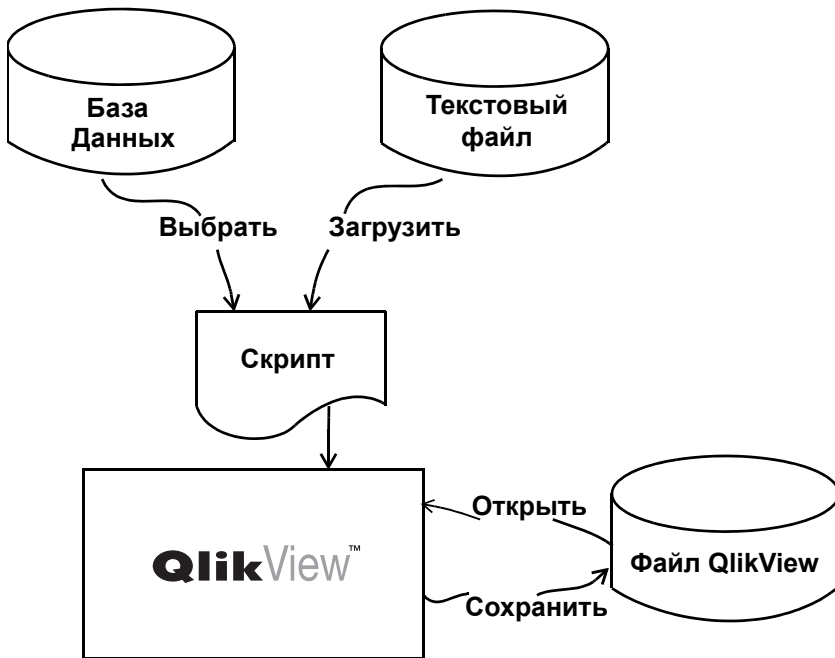 База
Данных
Текстовый
файл
Выбрать
Загрузить
Скрипт
Открыть
QlikView™
Файл QlikView
Сохранить